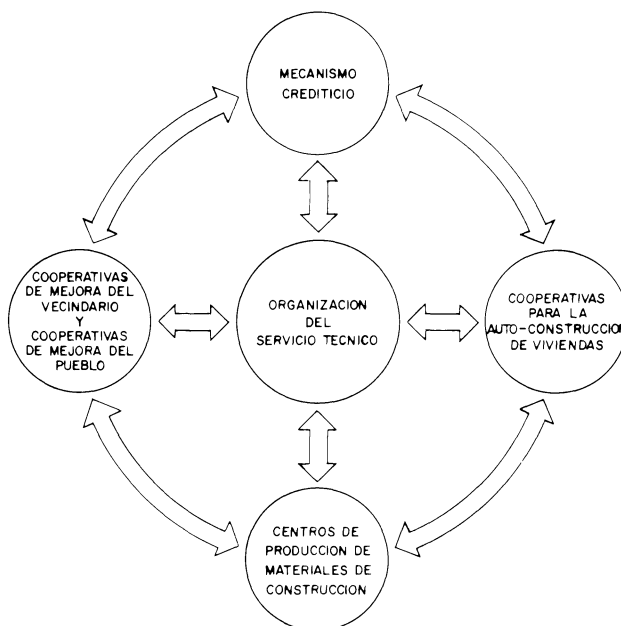 MECANISMO
CREDITICIO
COOPERATIVAS
DE MEJORA DEL
VECINDARIO
Y
COOPERATIVAS
DE MEJORA DEL
PUEBLO
ORGANIZACION
DEL
SERVICIO TECNICO
COOPERATIVAS
PARA LA
AUTO-CONSTRUCCION
DE VIVIENDAS
CENTROS DE
PRODUCCION DE
MATERIALES DE
CONSTRUCCION